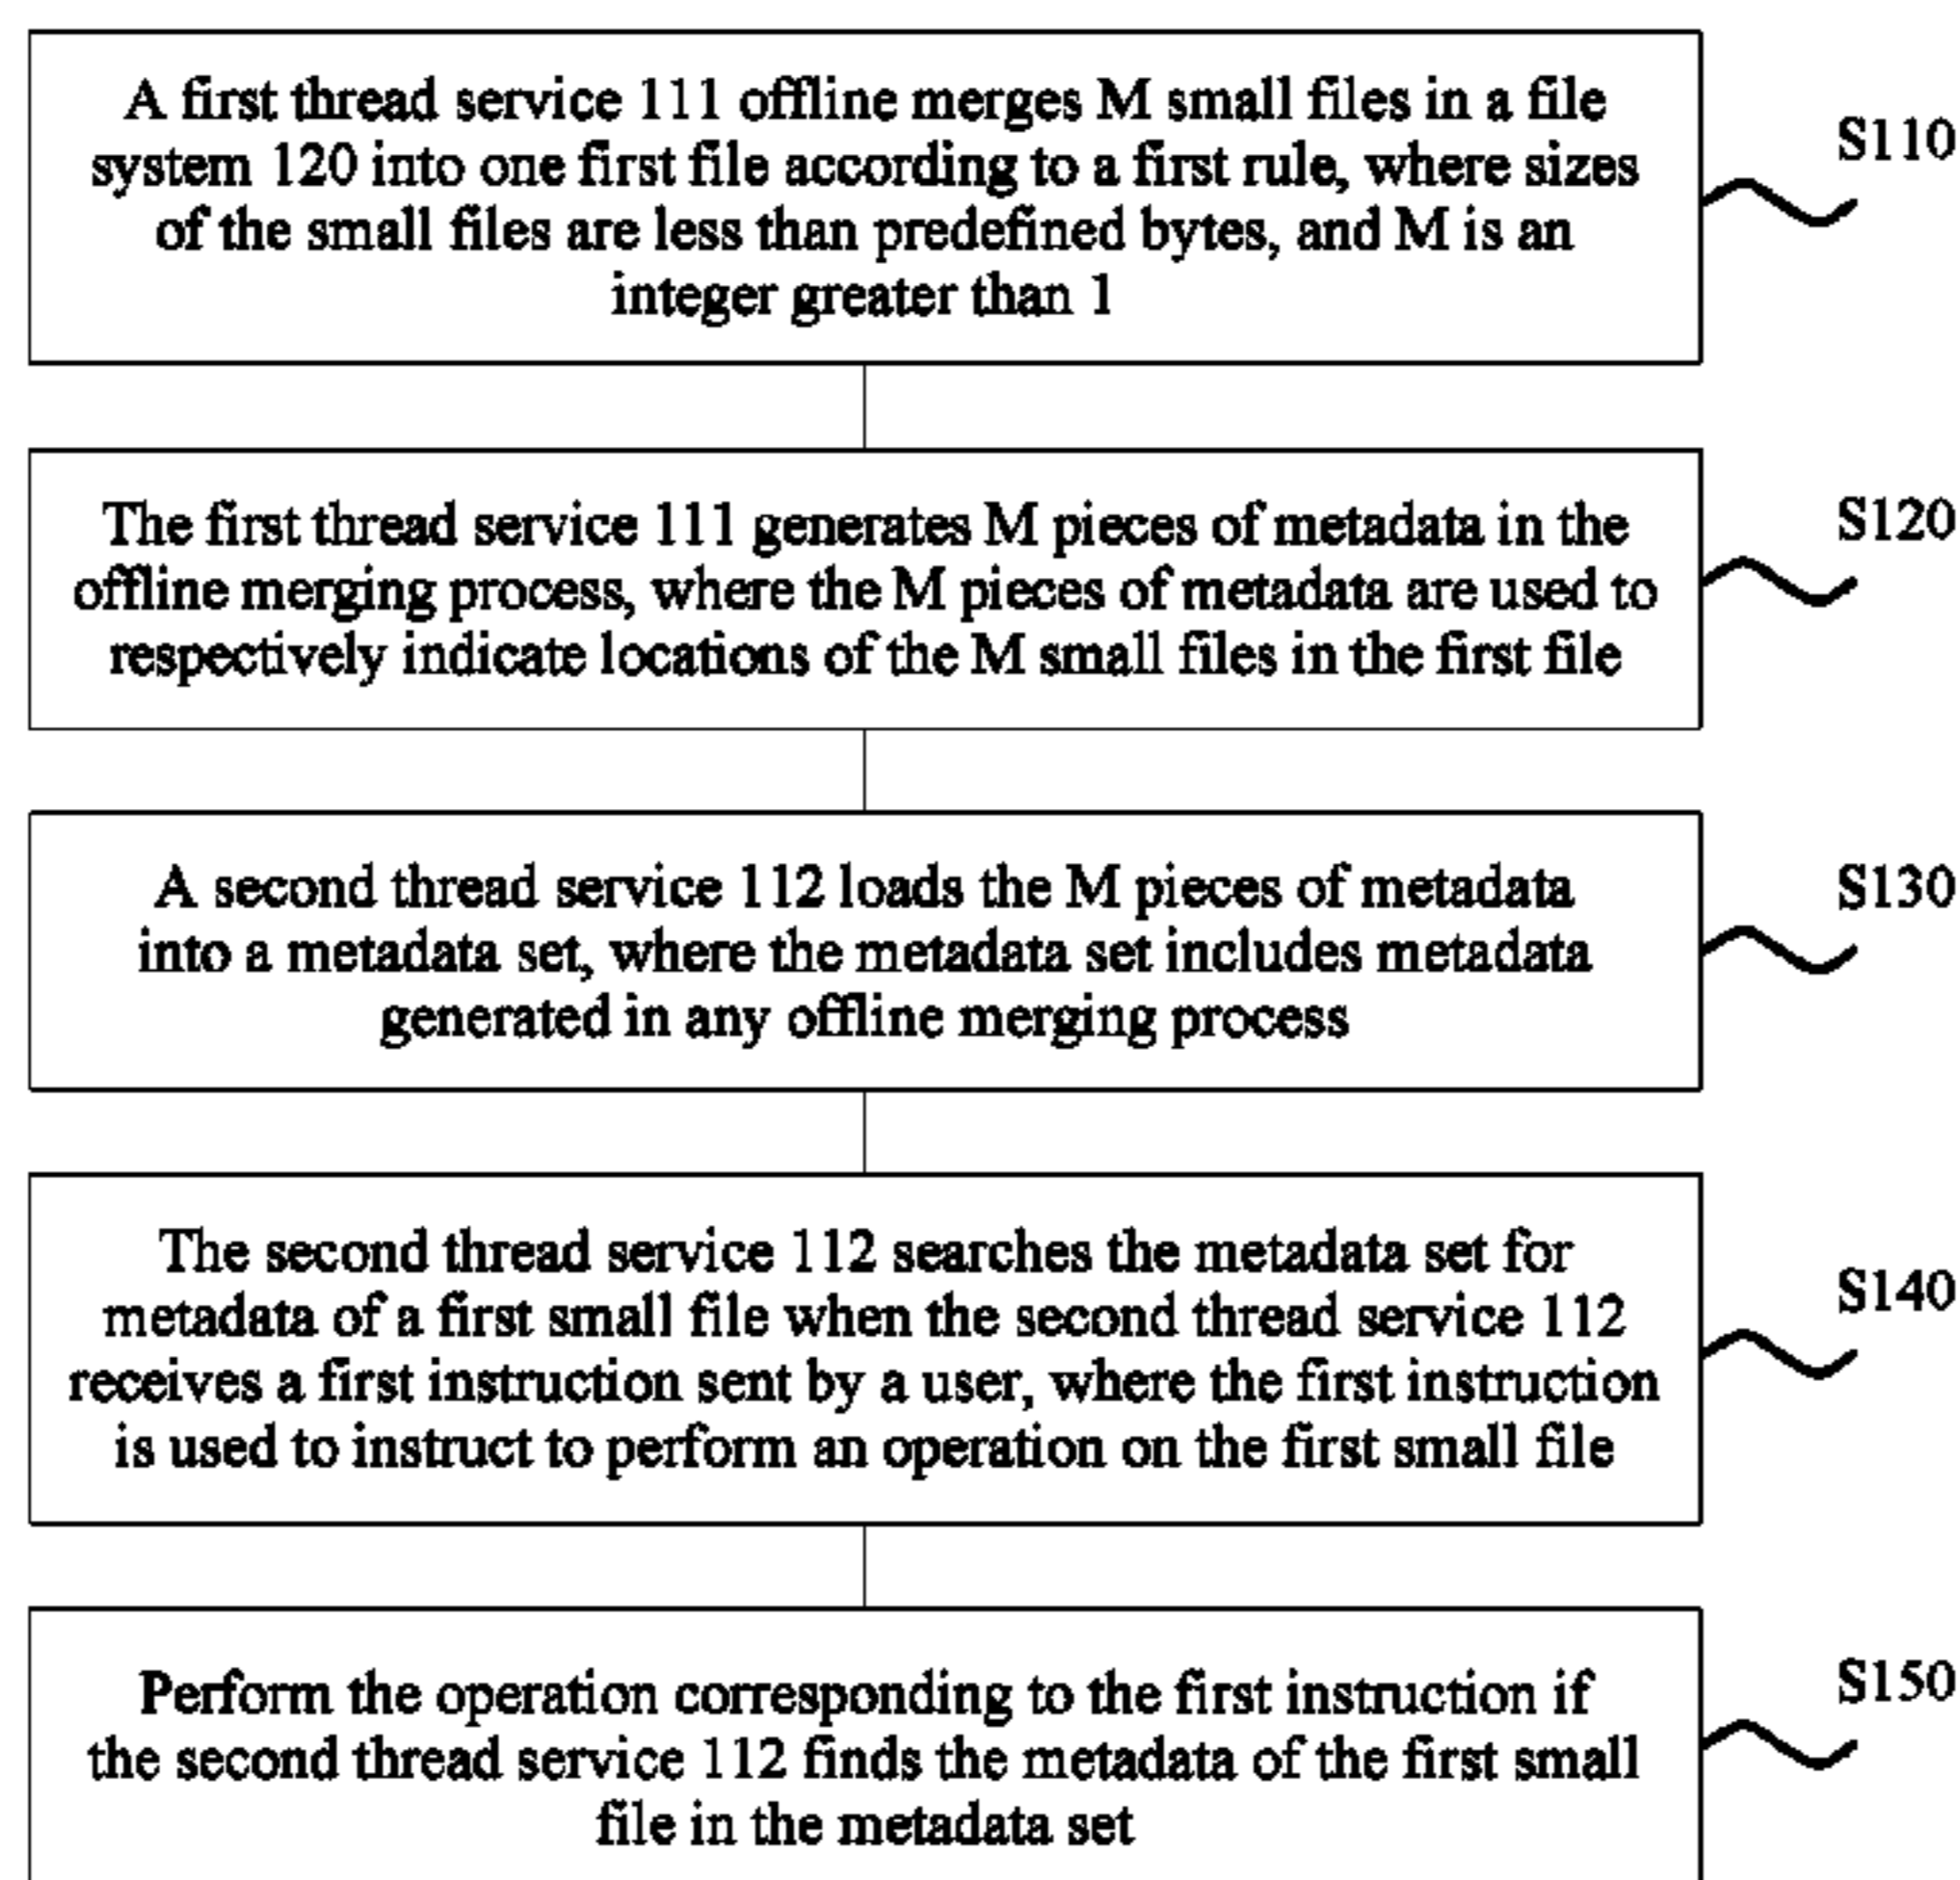 A first thread service 111 offline merges M small files in a file
system 120 into one first file according to a first rule, where sizes
of the small files are less than predefined bytes, and M is an
integer greater than 1
S110
The first thread service 111 generates M pieces of metadata in the
offline merging process, where the M pieces of metadata are used to
respectively indicate locations of the M small files in the first file
S120
A second thread service 112 loads the M pieces of metadata
into a metadata set, where the metadata set includes metadata
generated in any offline merging process
S130
The second thread service 112 searches the metadata set for
metadata of a first small file when the second thread service 112
receives a first instruction sent by a user, where the first instruction
is used to instruct to perform an operation on the first small file
S140
Perform the operation corresponding to the first instruction if
the second thread service 112 finds the metadata of the first small
file in the metadata set
S150